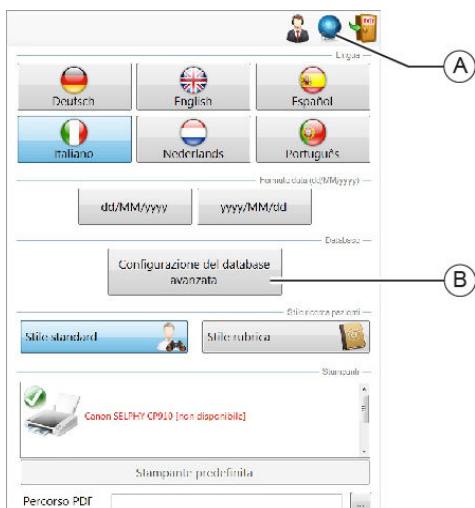 A
Lingua
Deutsch English Español
Italiano Nederlands Português
Formato data (dd/MM/yyyy)
dd/MM/yyyy yyyy/MM/dd
Database
Configurazione del database
avanzata
B
Stile ricerca pazienti
Stile standard Stile rubrica
Stampanti
Canon SELPHY CP910 [non disponibile]
Stampante predefinita
Percorso PDF ...